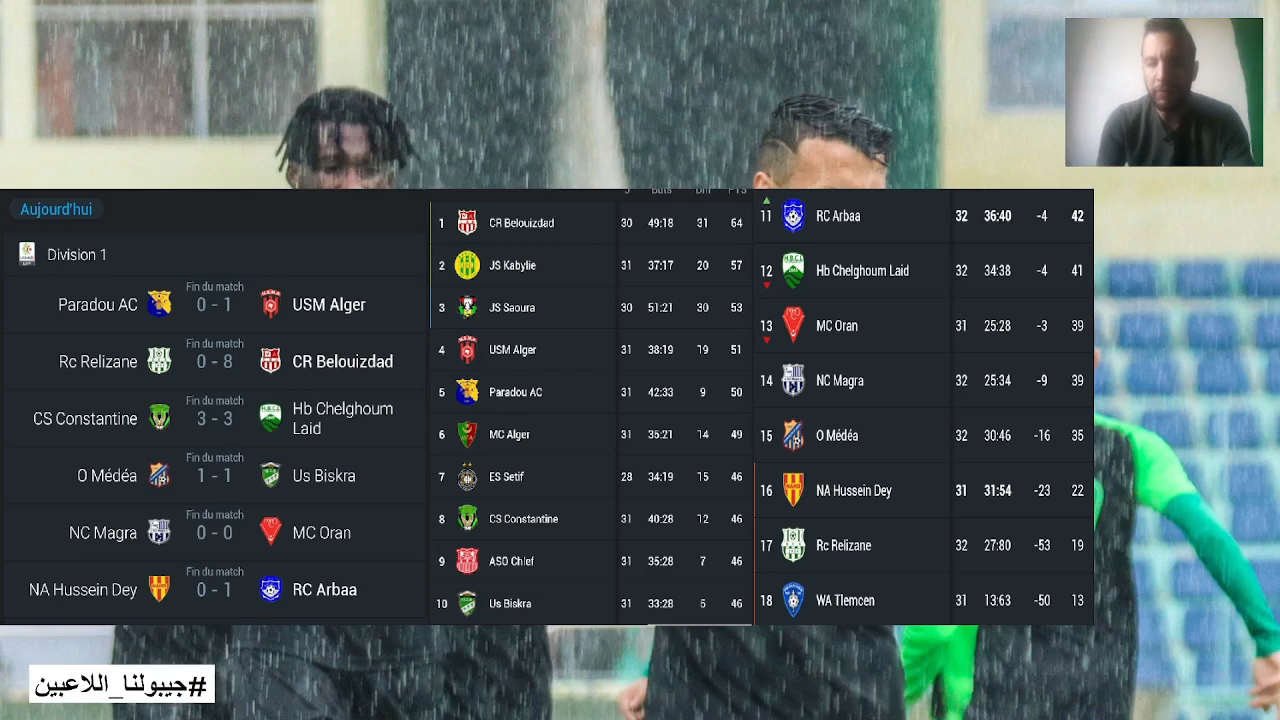 Aujourd'hui
Division 1
Fin du match
Paradou AC 0 - 1 USM Alger
Fin du match
Rc Relizane 0 - 8 CR Belouizdad
Fin du match
CS Constantine 3 - 3 Hb Chelghoum Laid
Fin du match
O Médéa 1 - 1 Us Biskra
Fin du match
NC Magra 0 - 0 MC Oran
Fin du match
NA Hussein Dey 0 - 1 RC Arbaa
J Buts Diff PTS
1 CR Belouizdad 30 49:18 31 64
2 JS Kabylie 31 37:17 20 57
3 JS Saoura 30 51:21 30 53
4 USM Alger 31 38:19 19 51
5 Paradou AC 31 42:33 9 50
6 MC Alger 31 35:21 14 49
7 ES Setif 28 34:19 15 46
8 CS Constantine 31 40:28 12 46
9 ASO Chlef 31 35:28 7 46
10 Us Biskra 31 33:28 5 46
11 RC Arbaa 32 36:40 -4 42
12 Hb Chelghoum Laid 32 34:38 -4 41
13 MC Oran 31 25:28 -3 39
14 NC Magra 32 25:34 -9 39
15 O Médéa 32 30:46 -16 35
16 NA Hussein Dey 31 31:54 -23 22
17 Rc Relizane 32 27:80 -53 19
18 WA Tlemcen 31 13:63 -50 13
#جيبولنا_اللاعبين